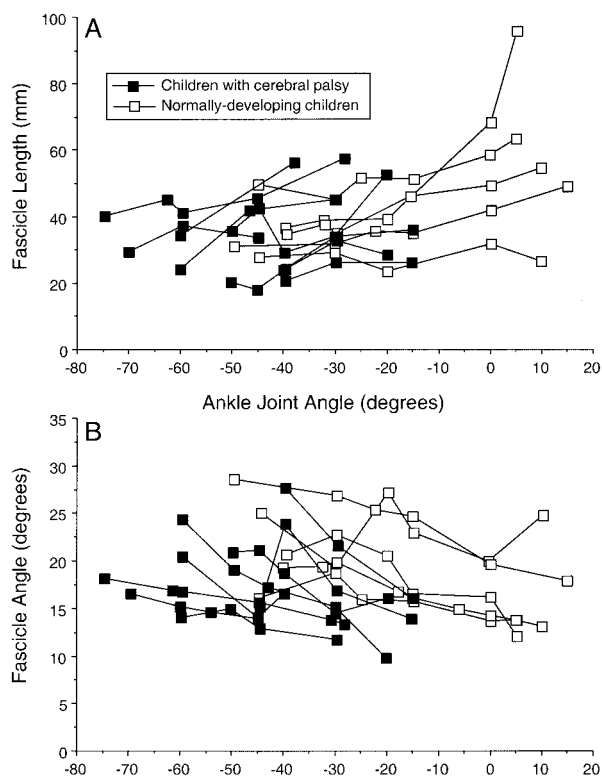 A
100
80
60
40
20
0
Fascicle Length (mm)
Children with cerebral palsy
Normally-developing children
-80 -70 -60 -50 -40 -30 -20 -10 0 10 20
Ankle Joint Angle (degrees)
B
35
30
25
20
15
10
5
0
Fascicle Angle (degrees)
-80 -70 -60 -50 -40 -30 -20 -10 0 10 20